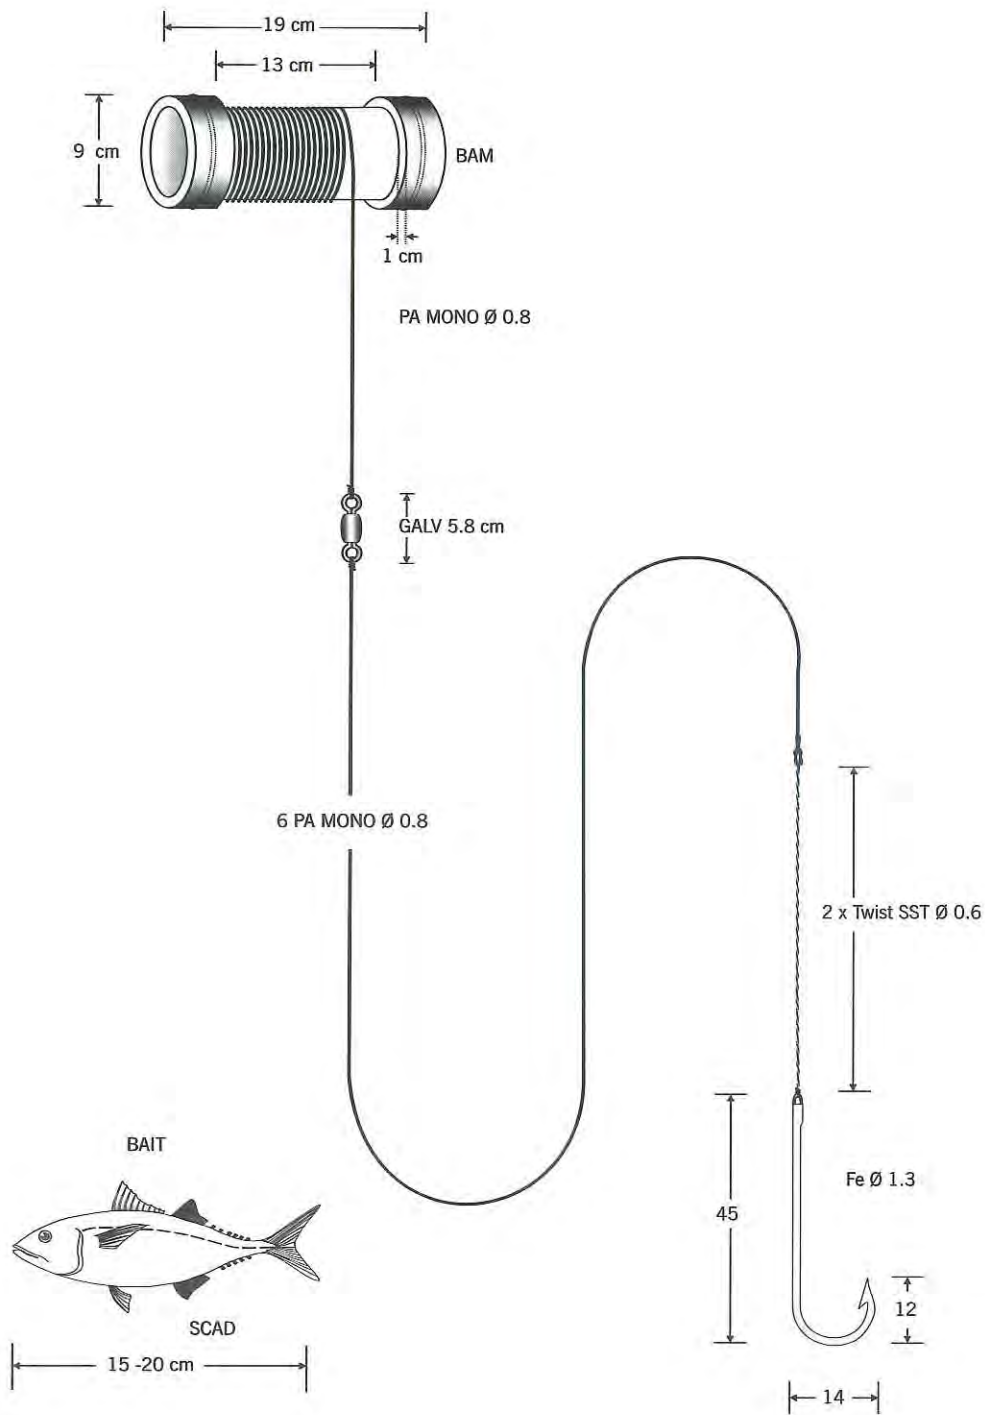 19 cm
13 cm
9 cm
BAM
1 cm
PA MONO Ø 0.8
GALV 5.8 cm
6 PA MONO Ø 0.8
2 x Twist SST Ø 0.6
BAIT
Fe Ø 1.3
45
12
SCAD
15 -20 cm
14